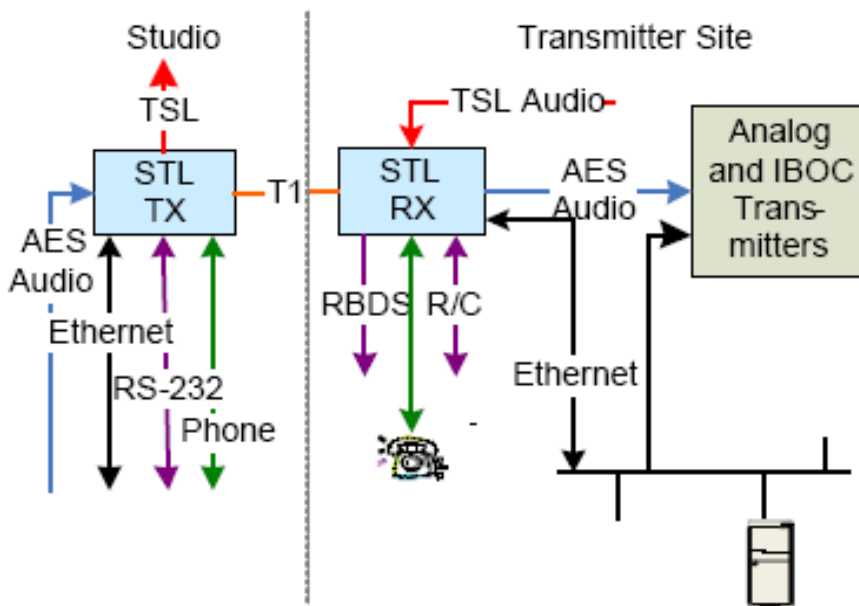 Studio
Transmitter Site
TSL
TSL Audio
STL
TX
T1
STL
RX
AES
Audio
Analog
and IBOC
Trans-
mitters
AES
Audio
Ethernet
RS-232
Phone
RBDS
R/C
Ethernet